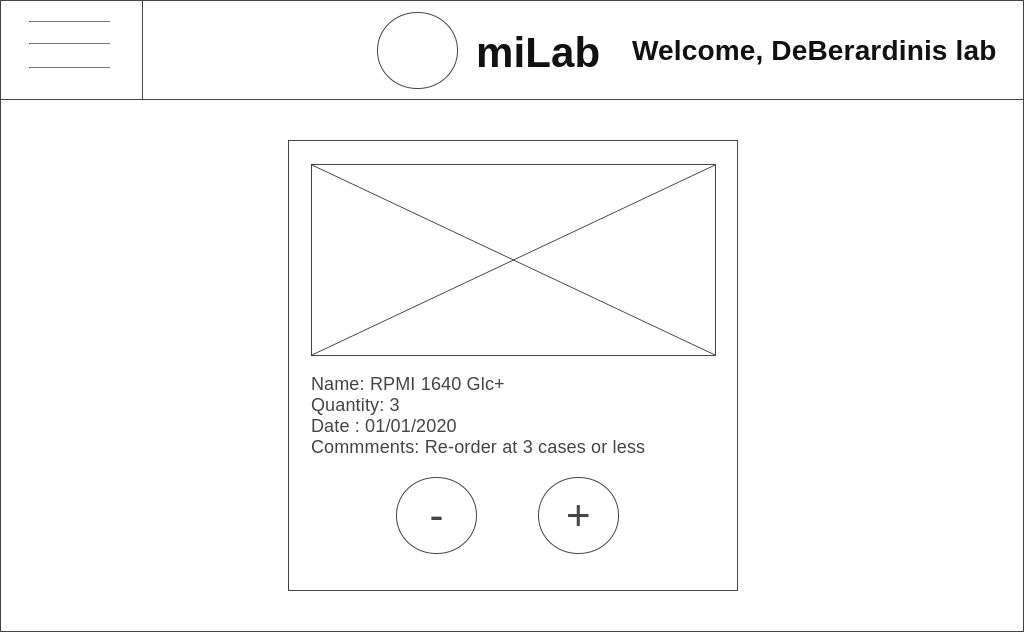 miLab
Welcome, DeBerardinis lab
Name: RPMI 1640 Glc+
Quantity: 3
Date : 01/01/2020
Commments: Re-order at 3 cases or less
- +